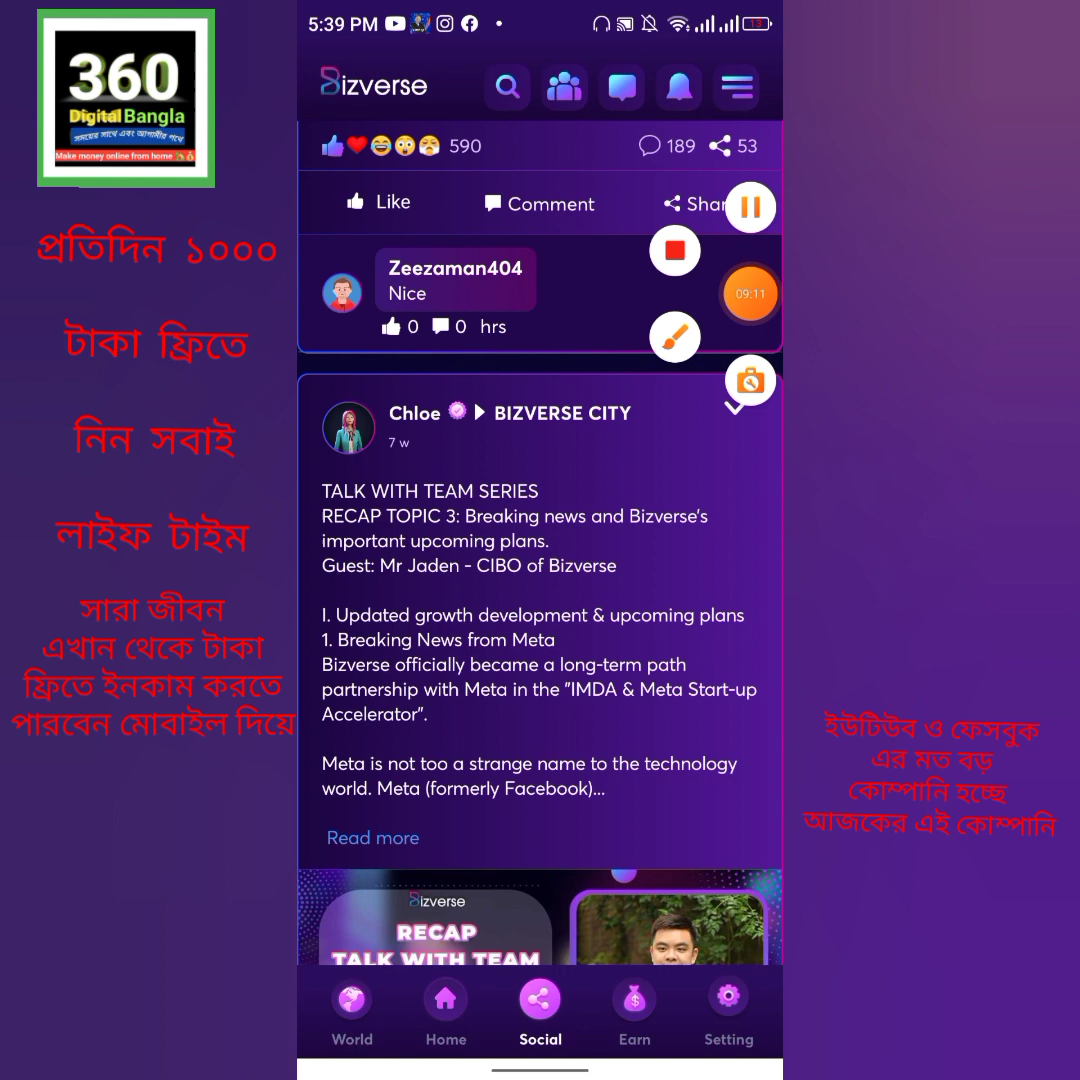 360
Digital Bangla
সময়ের সাথে এবং আগামীর পথে
Make money online from home
প্রতিদিন ১০০০
টাকা ফ্রিতে
নিন সবাই
লাইফ টাইম
সারা জীবন
এখান থেকে টাকা
ফ্রিতে ইনকাম করতে
পারবেন মোবাইল দিয়ে
5:39 PM
13
Bizverse
590
189
53
Like
Comment
Shar
Zeezaman404
Nice
0 0 hrs
09:11
Chloe BIZVERSE CITY
7 w
TALK WITH TEAM SERIES
RECAP TOPIC 3: Breaking news and Bizverse's
important upcoming plans.
Guest: Mr Jaden - CIBO of Bizverse
I. Updated growth development & upcoming plans
1. Breaking News from Meta
Bizverse officially became a long-term path
partnership with Meta in the "IMDA & Meta Start-up
Accelerator".
Meta is not too a strange name to the technology
world. Meta (formerly Facebook)...
Read more
Bizverse
RECAP
TALK WITH TEAM
World
Home
Social
Earn
Setting
ইউটিউব ও ফেসবুক
এর মত বড়
কোম্পানি হচ্ছে
আজকের এই কোম্পানি